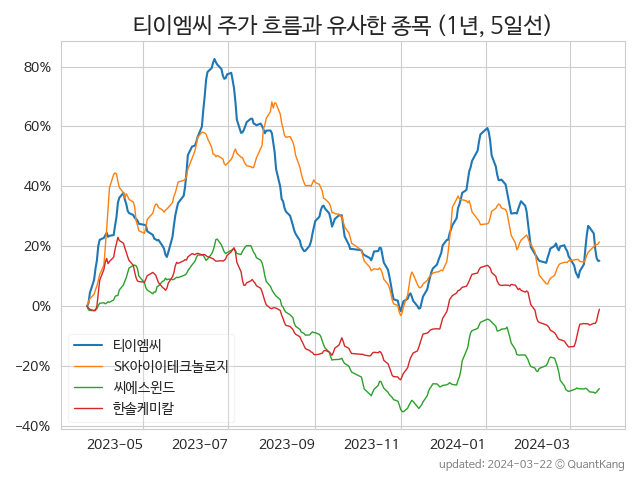 티이엠씨 주가 흐름과 유사한 종목 (1년, 5일선)
80%
60%
40%
20%
0%
−20%
−40%
티이엠씨
SK아이이테크놀로지
씨에스윈드
한솔케미칼
2023-05 2023-07 2023-09 2023-11 2024-01 2024-03
updated: 2024-03-22 © QuantKang